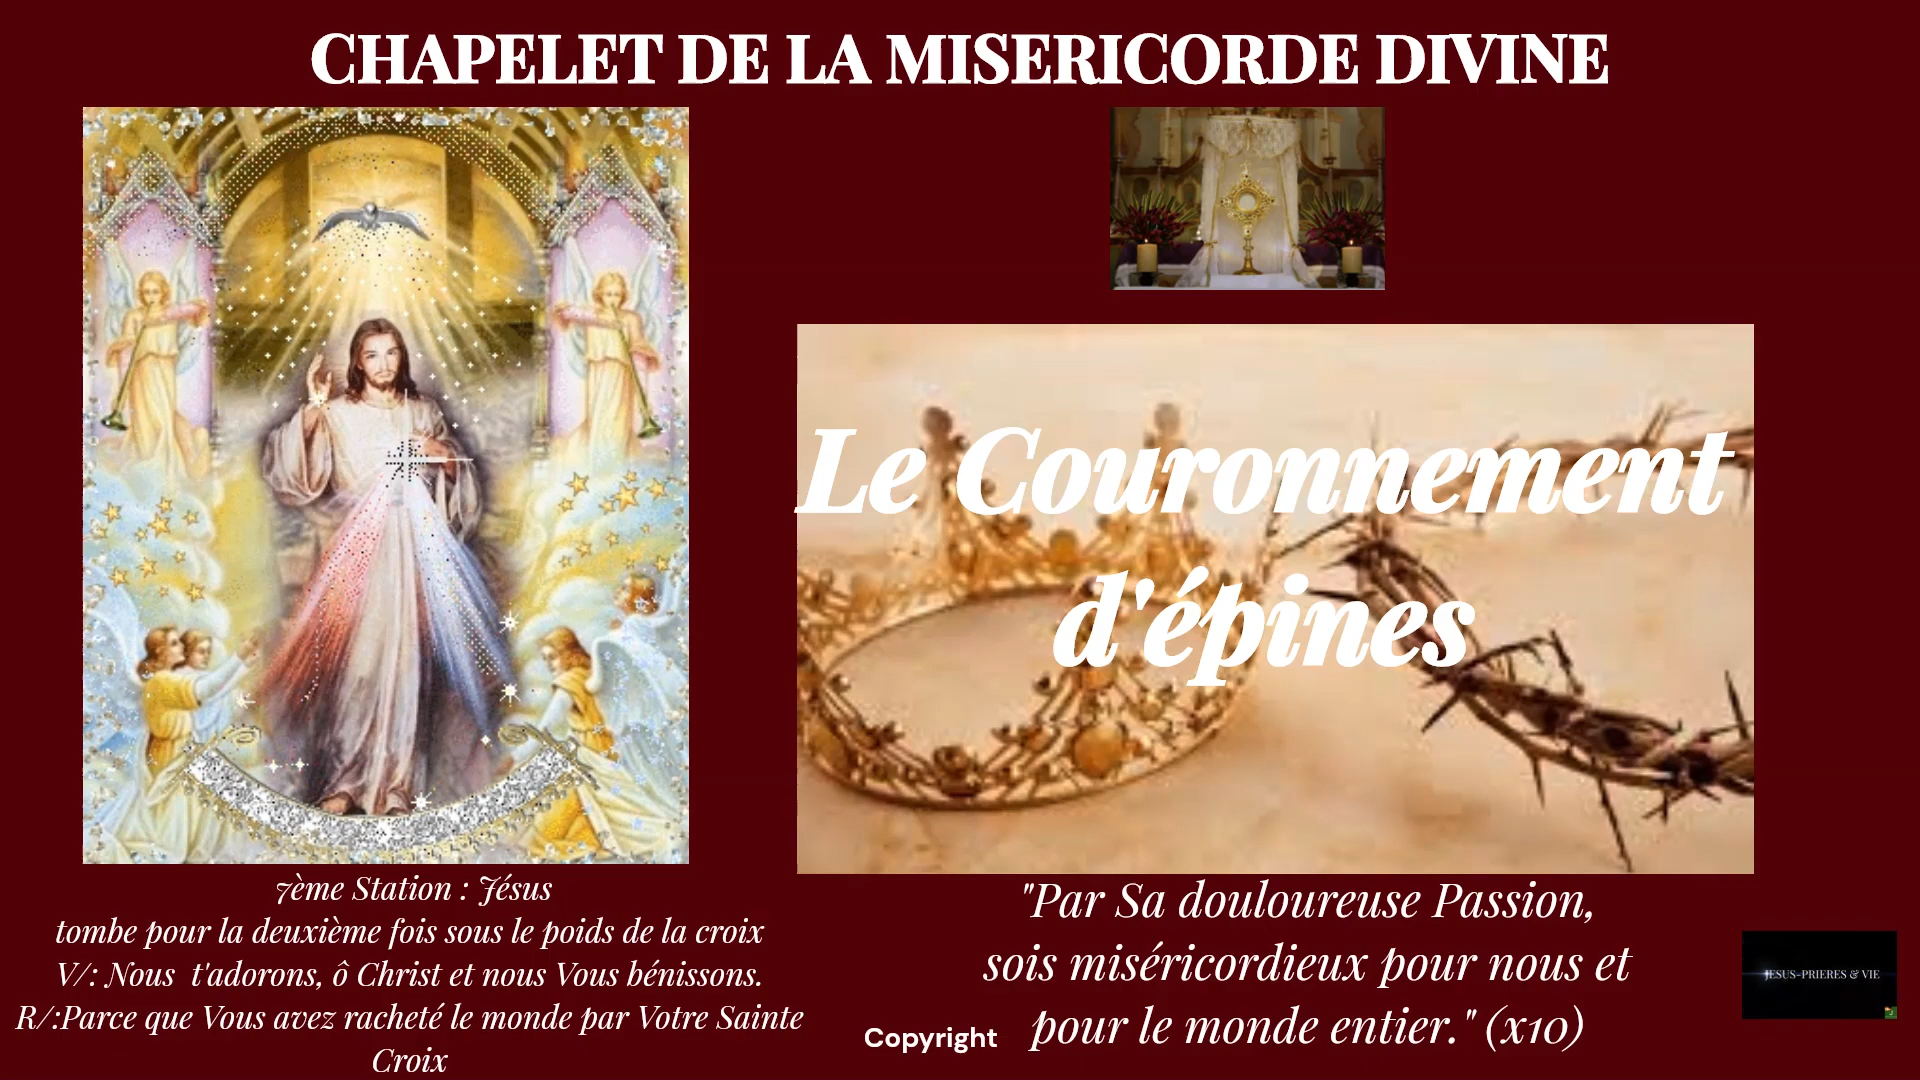 CHAPELET DE LA MISERICORDE DIVINE
Le Couronnement
d'épines
7ème Station : Jésus
tombe pour la deuxième fois sous le poids de la croix
V/: Nous  t'adorons, ô Christ et nous Vous bénissons.
R/:Parce que Vous avez racheté le monde par Votre Sainte
Croix
"Par Sa douloureuse Passion,
sois miséricordieux pour nous et
pour le monde entier." (x10)
Copyright
JESUS-PRIERES & VIE